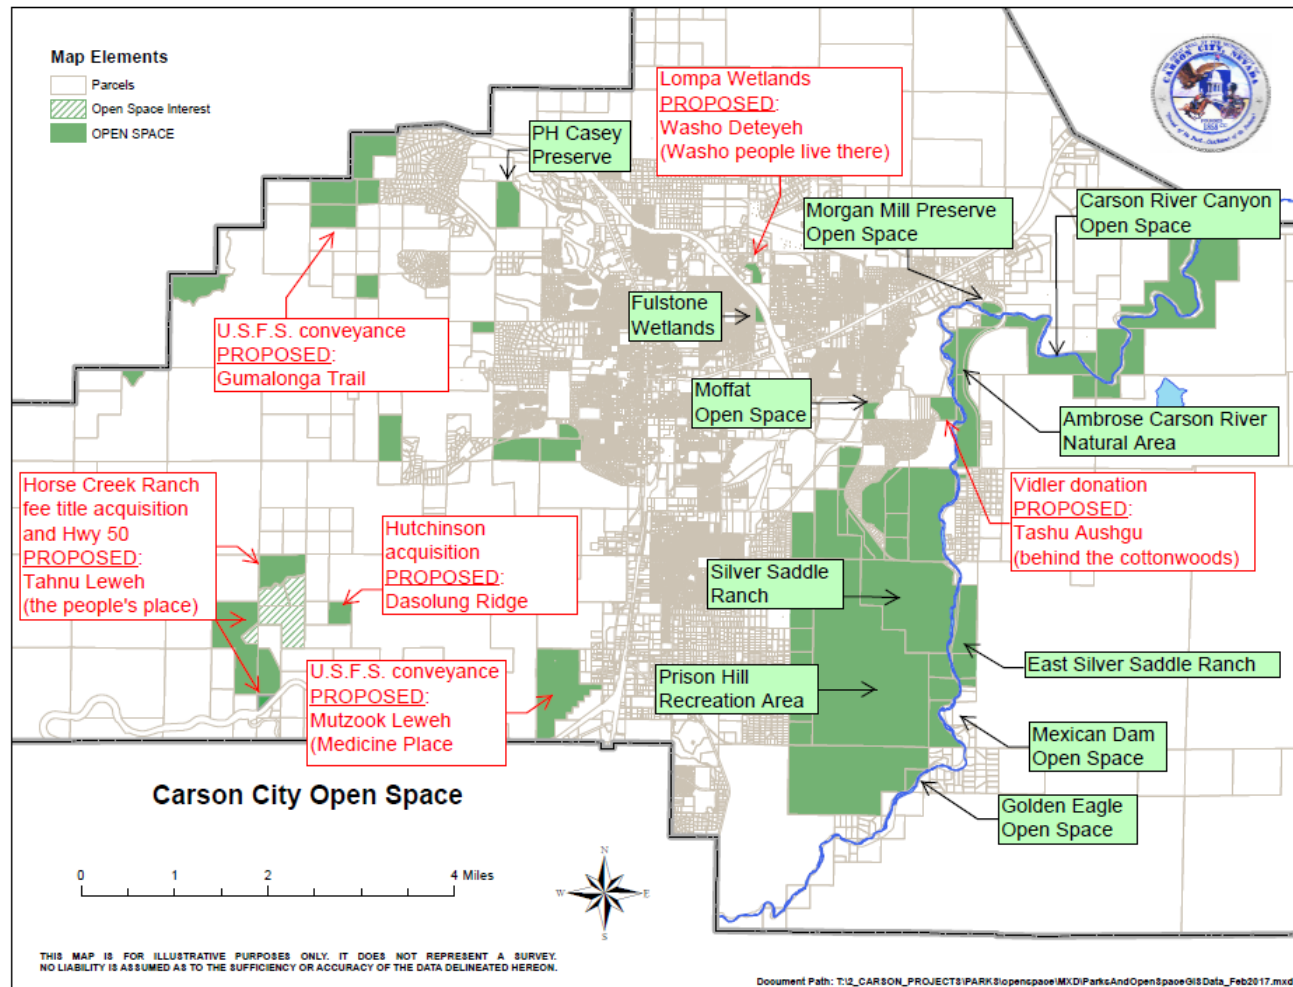 Map Elements
Parcels
Open Space Interest
OPEN SPACE
PH Casey
Preserve
Lompa Wetlands
PROPOSED:
Washo Deteyeh
(Washo people live there)
CARSON CITY, NEVADA
Morgan Mill Preserve
Open Space
Carson River Canyon
Open Space
U.S.F.S. conveyance
PROPOSED:
Gumalonga Trail
Fulstone
Wetlands
Moffat
Open Space
Ambrose Carson River
Natural Area
Horse Creek Ranch
fee title acquisition
and Hwy 50
PROPOSED:
Tahnu Leweh
(the people's place)
Hutchinson
acquisition
PROPOSED:
Dasolung Ridge
Vidler donation
PROPOSED:
Tashu Aushgu
(behind the cottonwoods)
Silver Saddle
Ranch
East Silver Saddle Ranch
U.S.F.S. conveyance
PROPOSED:
Mutzook Leweh
(Medicine Place
Prison Hill
Recreation Area
Mexican Dam
Open Space
Golden Eagle
Open Space
Carson City Open Space
0 1 2 4 Miles
N
W E
S
THIS MAP IS FOR ILLUSTRATIVE PURPOSES ONLY. IT DOES NOT REPRESENT A SURVEY.
NO LIABILITY IS ASSUMED AS TO THE SUFFICIENCY OR ACCURACY OF THE DATA DELINEATED HEREON.
Document Path: T:\2_CARSON_PROJECTS\PARKS\openspace\MXD\ParksAndOpenSpaceGISData_Feb2017.mxd